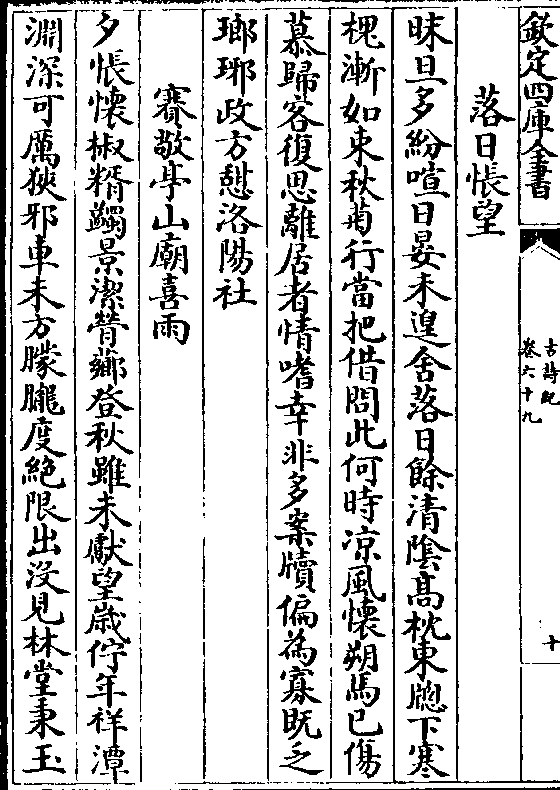 欽定四庫全書
古詩紀
卷六十九
十
落日悵望
昧旦多紛喧日晏未遑舍落日餘清陰髙枕東牎下寒
槐漸如束秋菊行當把借問此何時凉風懷朔馬已傷
慕歸客復思離居者情嗜幸非多案牘偏為寡既乏
瑯琊政方慙洛陽社
賽敬亭山廟喜雨
夕悵懷椒糈蠲景潔膋薌登秋雖未獻望歲佇年祥潭
淵深可厲狹邪車未方朦朧度絶限出沒見林堂秉玉